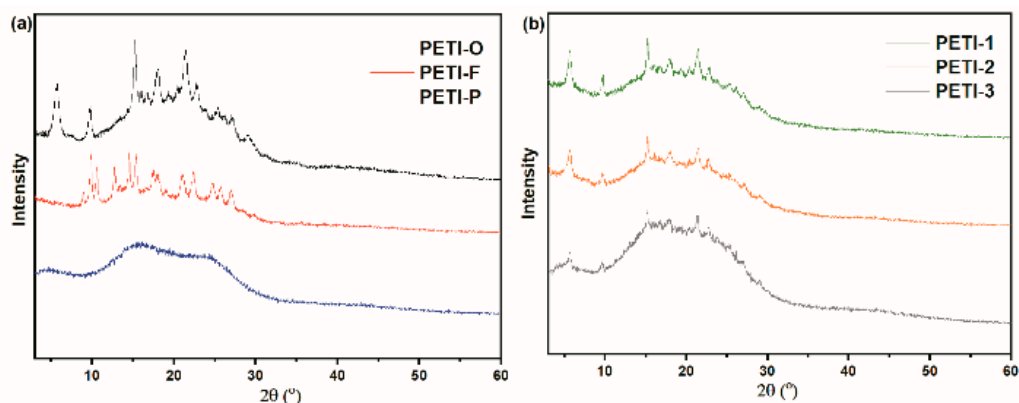 (a)
PETI-O
PETI-F
PETI-P
Intensity
10 20 30 40 50 60
2θ (°)
(b)
PETI-1
PETI-2
PETI-3
Intensity
10 20 30 40 50 60
2θ (°)